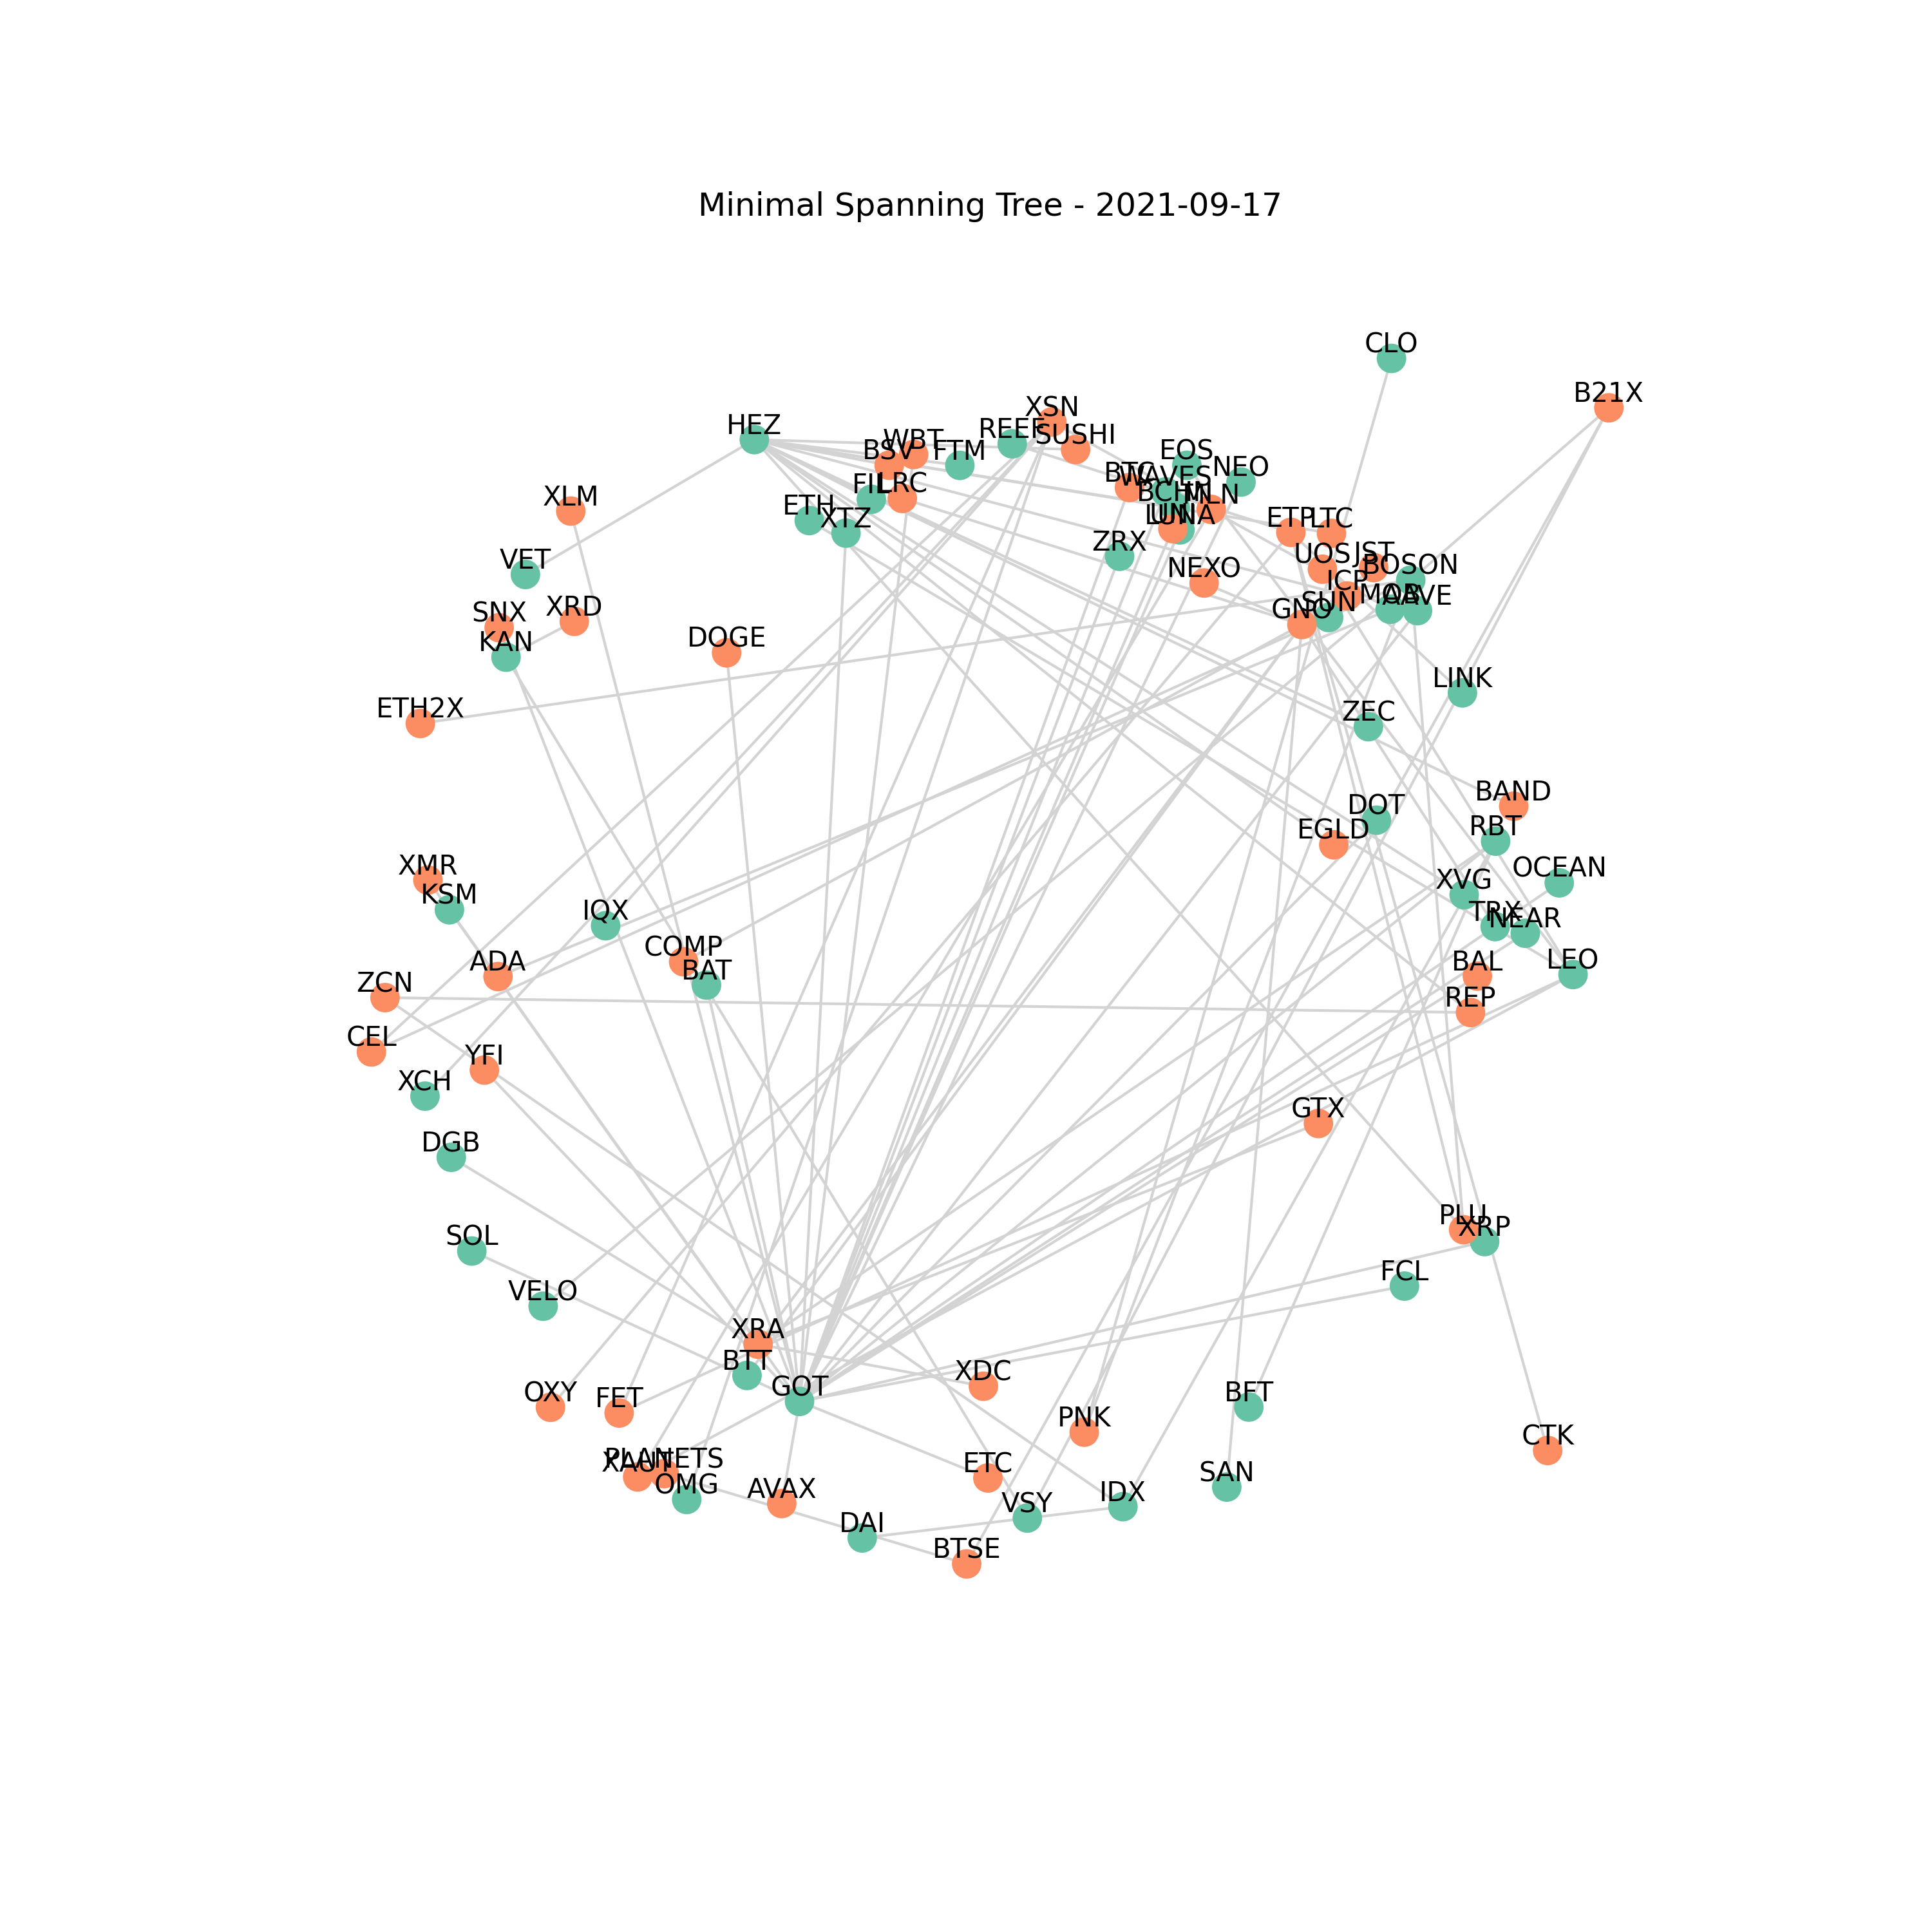 Minimal Spanning Tree - 2021-09-17
CLO
B21X
XSN
HEZ
REEF
SUSHI
WBT
BSV
FTM
EOS
NEO
BTC
WAVES
BCHN
MLN
FIL
LRC
XLM
ETH
XTZ
UNI
LUNA
ETP
LTC
ZRX
UOS
JST
VET
NEXO
BOSON
ICP
MOB
AAVE
SUN
GNO
SNX
XRD
KAN
DOGE
LINK
ETH2X
ZEC
BAND
DOT
RBT
EGLD
XMR
OCEAN
KSM
XVG
IQX
TRX
NEAR
COMP
ADA
BAT
BAL
LEO
ZCN
REP
CEL
YFI
XCH
GTX
DGB
PLU
XRP
SOL
FCL
VELO
XRA
BTT
XDC
GOT
OXY
FET
BFT
PNK
CTK
PLANETS
XAUT
ETC
SAN
OMG
AVAX
IDX
VSY
DAI
BTSE